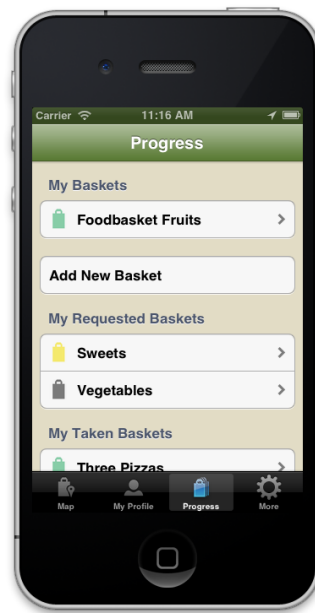 Carrier 11:16 AM
Progress
My Baskets
Foodbasket Fruits
Add New Basket
My Requested Baskets
Sweets
Vegetables
My Taken Baskets
Three Pizzas
Map My Profile Progress More